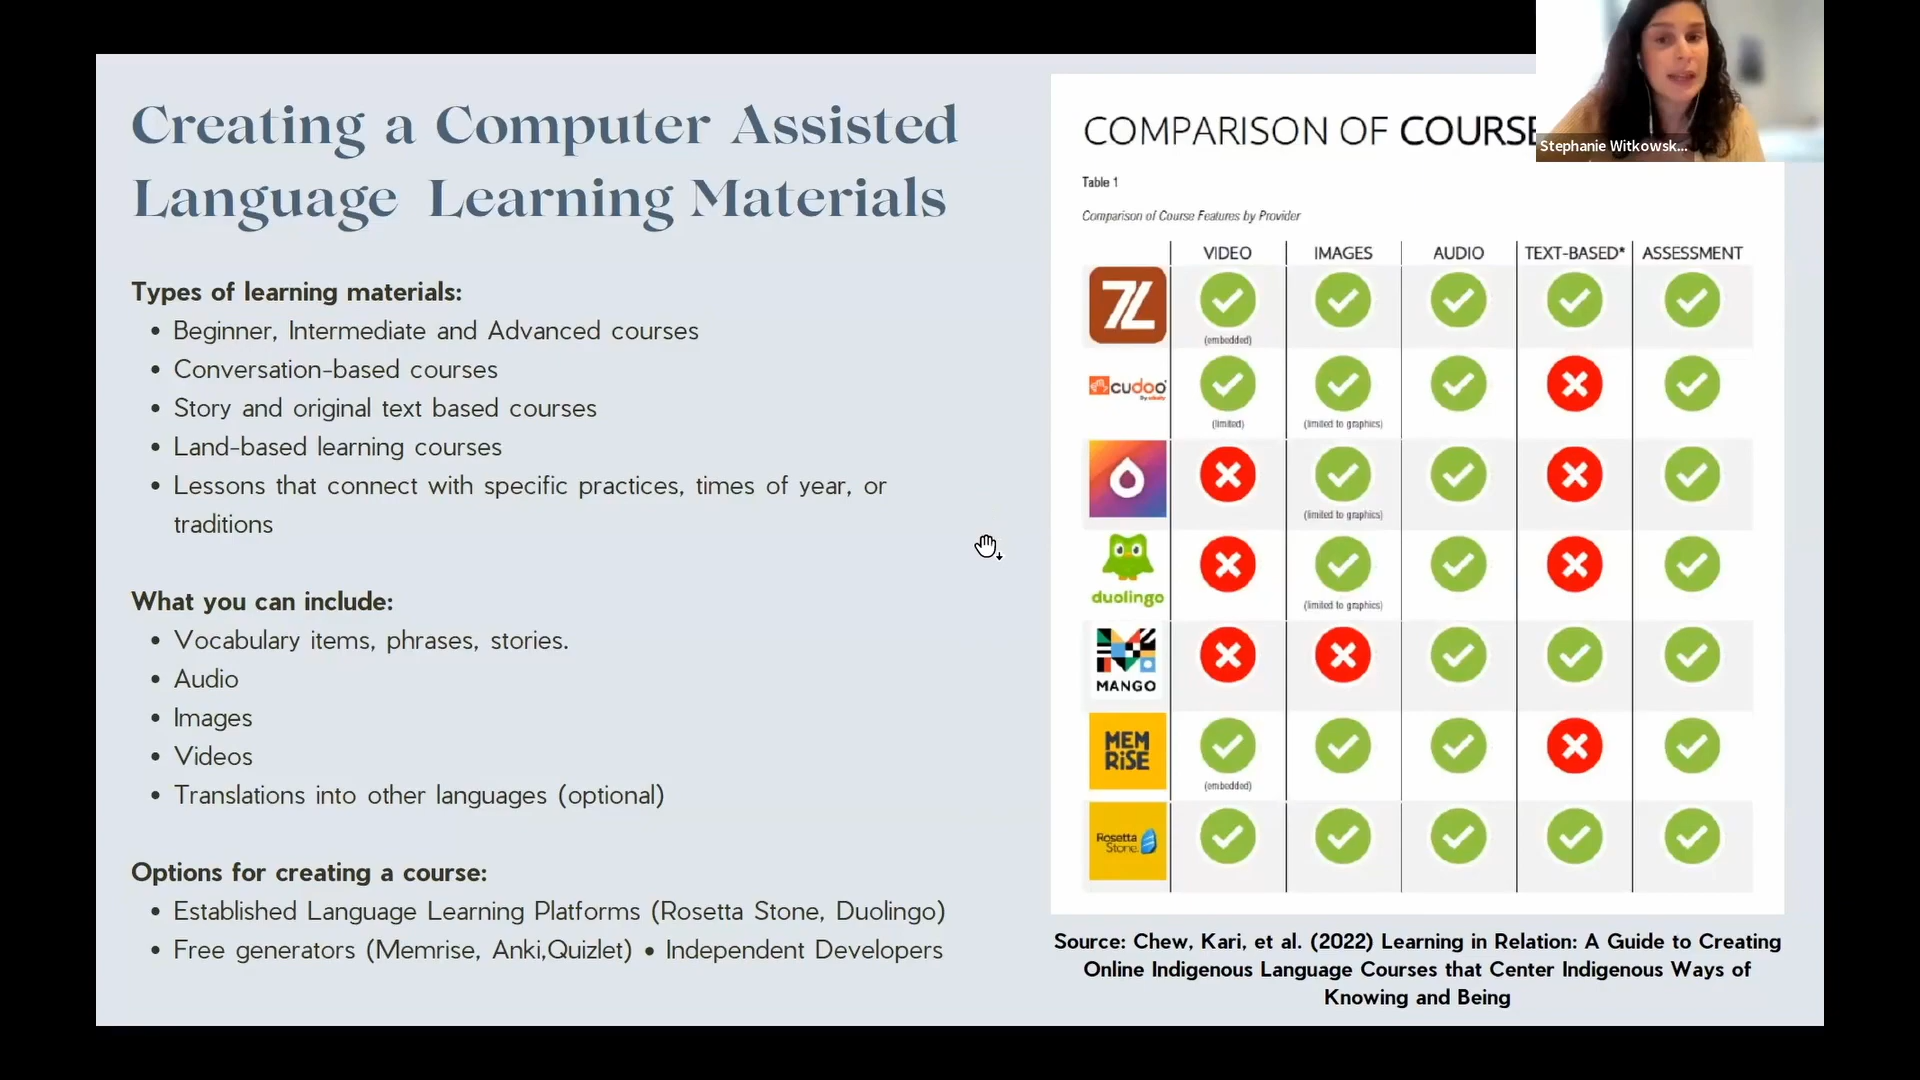 Creating a Computer Assisted
Language Learning Materials
Types of learning materials:
• Beginner, Intermediate and Advanced courses
• Conversation-based courses
• Story and original text based courses
• Land-based learning courses
• Lessons that connect with specific practices, times of year, or
traditions
What you can include:
• Vocabulary items, phrases, stories.
• Audio
• Images
• Videos
• Translations into other languages (optional)
Options for creating a course:
• Established Language Learning Platforms (Rosetta Stone, Duolingo)
• Free generators (Memrise, Anki,Quizlet) • Independent Developers
COMPARISON OF COURSE
Stephanie Witkowsk...
Table 1
Comparison of Course Features by Provider
VIDEO IMAGES AUDIO TEXT-BASED* ASSESSMENT
7L
(embedded)
cudoo
(limited) (limited to graphics)
(limited to graphics)
duolingo
(limited to graphics)
MANGO
MEM
RiSE
(embedded)
Rosetta
Stone.
Source: Chew, Kari, et al. (2022) Learning in Relation: A Guide to Creating
Online Indigenous Language Courses that Center Indigenous Ways of
Knowing and Being